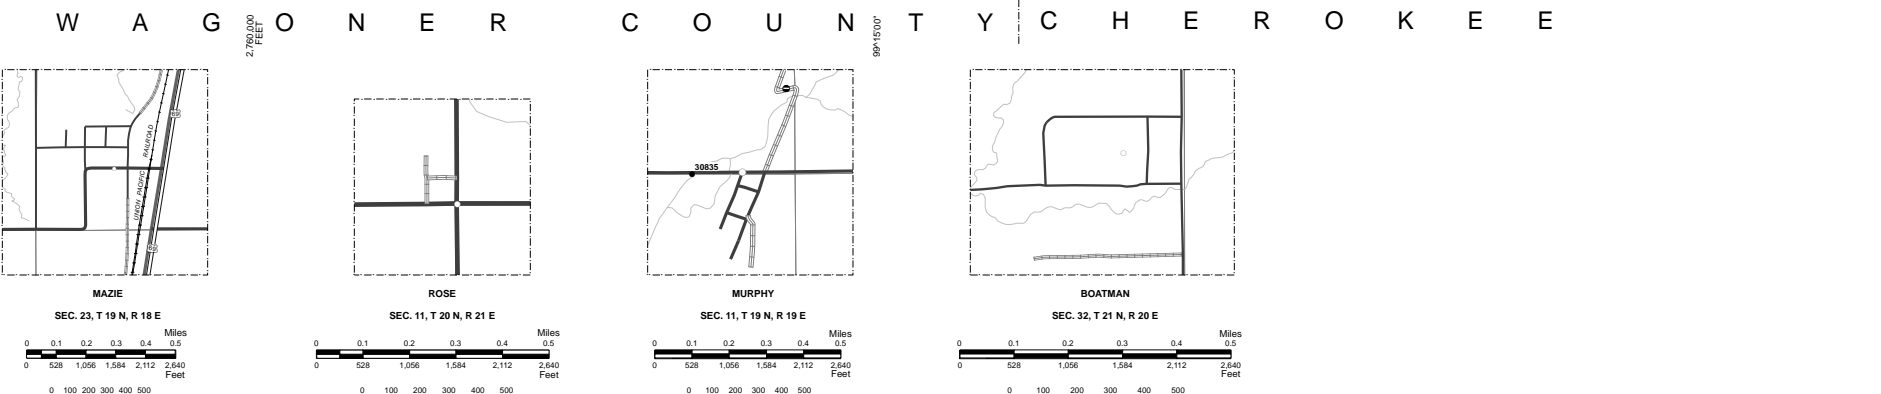 W A G O N E R C O U N T Y C H E R O K E E
2,760,000
FEET
99^15'00"
69
RAILROAD
UNION PACIFIC
69
MAZIE
SEC. 23, T 19 N, R 18 E
Miles
0 0.1 0.2 0.3 0.4 0.5
0 528 1,056 1,584 2,112 2,640
Feet
0 100 200 300 400 500
ROSE
SEC. 11, T 20 N, R 21 E
Miles
0 0.1 0.2 0.3 0.4 0.5
0 528 1,056 1,584 2,112 2,640
Feet
0 100 200 300 400 500
30835
MURPHY
SEC. 11, T 19 N, R 19 E
Miles
0 0.1 0.2 0.3 0.4 0.5
0 528 1,056 1,584 2,112 2,640
Feet
0 100 200 300 400 500
BOATMAN
SEC. 32, T 21 N, R 20 E
Miles
0 0.1 0.2 0.3 0.4 0.5
0 528 1,056 1,584 2,112 2,640
Feet
0 100 200 300 400 500